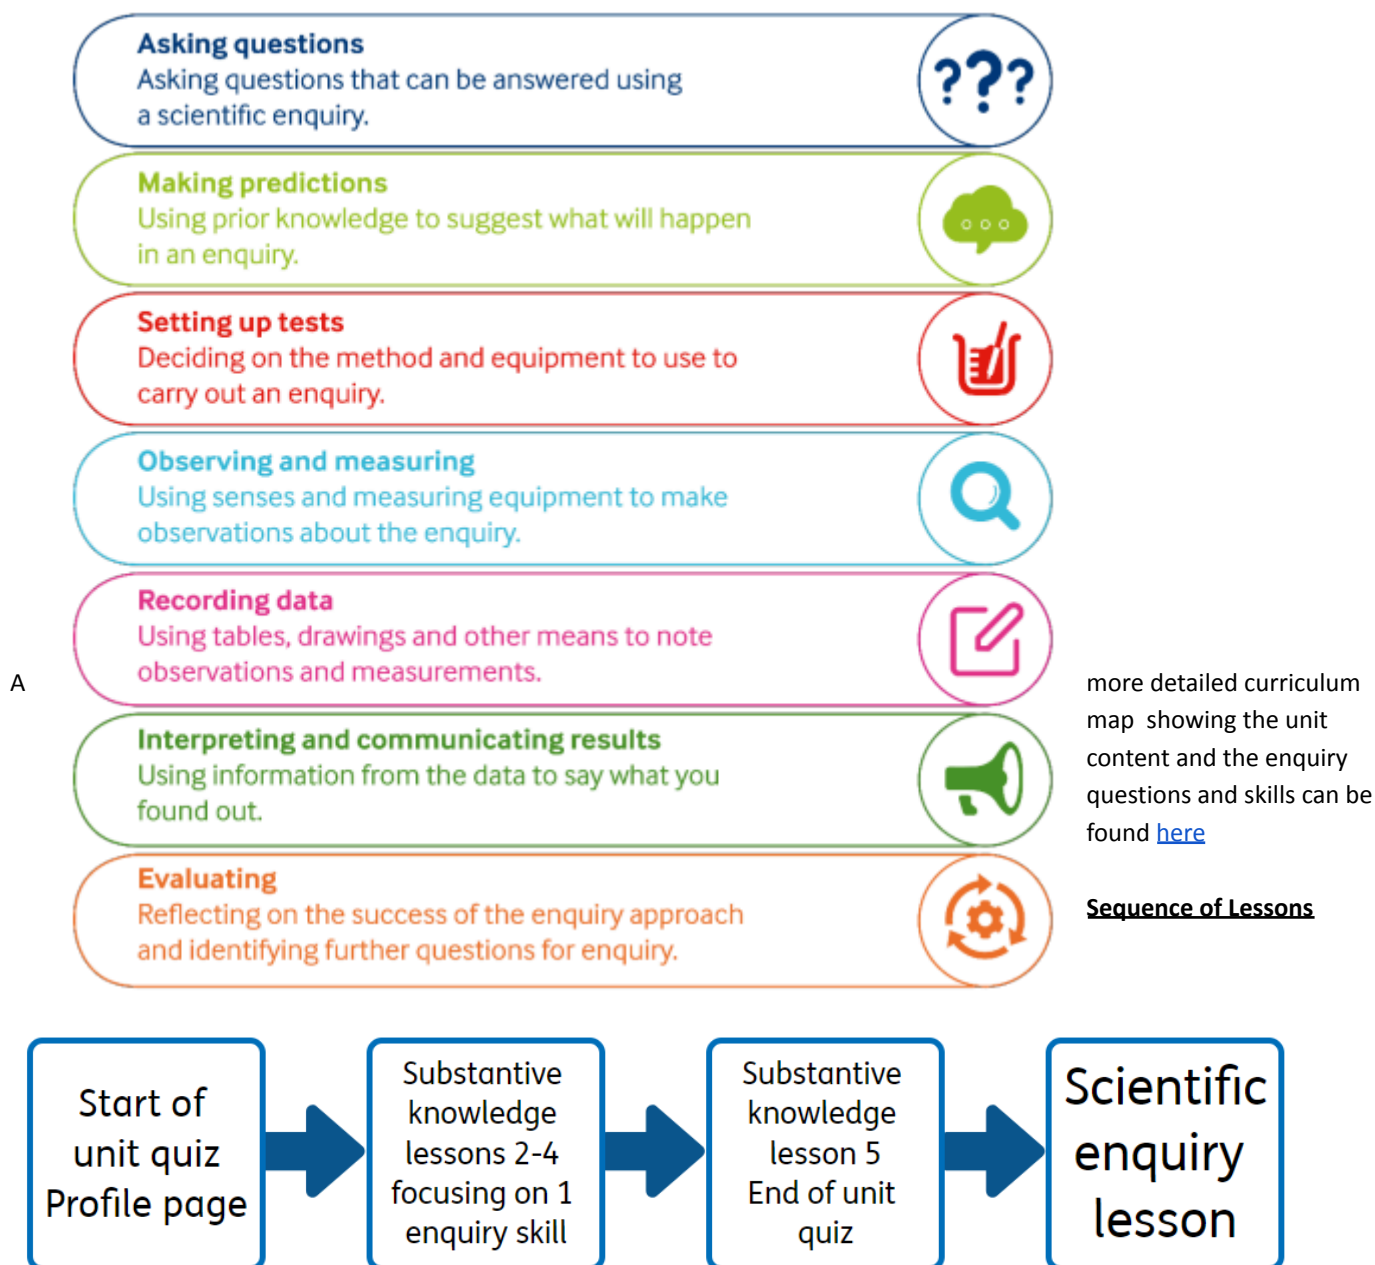 Asking questions
Asking questions that can be answered using
a scientific enquiry.
???
Making predictions
Using prior knowledge to suggest what will happen
in an enquiry.
Setting up tests
Deciding on the method and equipment to use to
carry out an enquiry.
Observing and measuring
Using senses and measuring equipment to make
observations about the enquiry.
Recording data
Using tables, drawings and other means to note
observations and measurements.
Interpreting and communicating results
Using information from the data to say what you
found out.
Evaluating
Reflecting on the success of the enquiry approach
and identifying further questions for enquiry.
A
more detailed curriculum
map showing the unit
content and the enquiry
questions and skills can be
found here
Sequence of Lessons
Start of
unit quiz
Profile page
Substantive
knowledge
lessons 2-4
focusing on 1
enquiry skill
Substantive
knowledge
lesson 5
End of unit
quiz
Scientific
enquiry
lesson